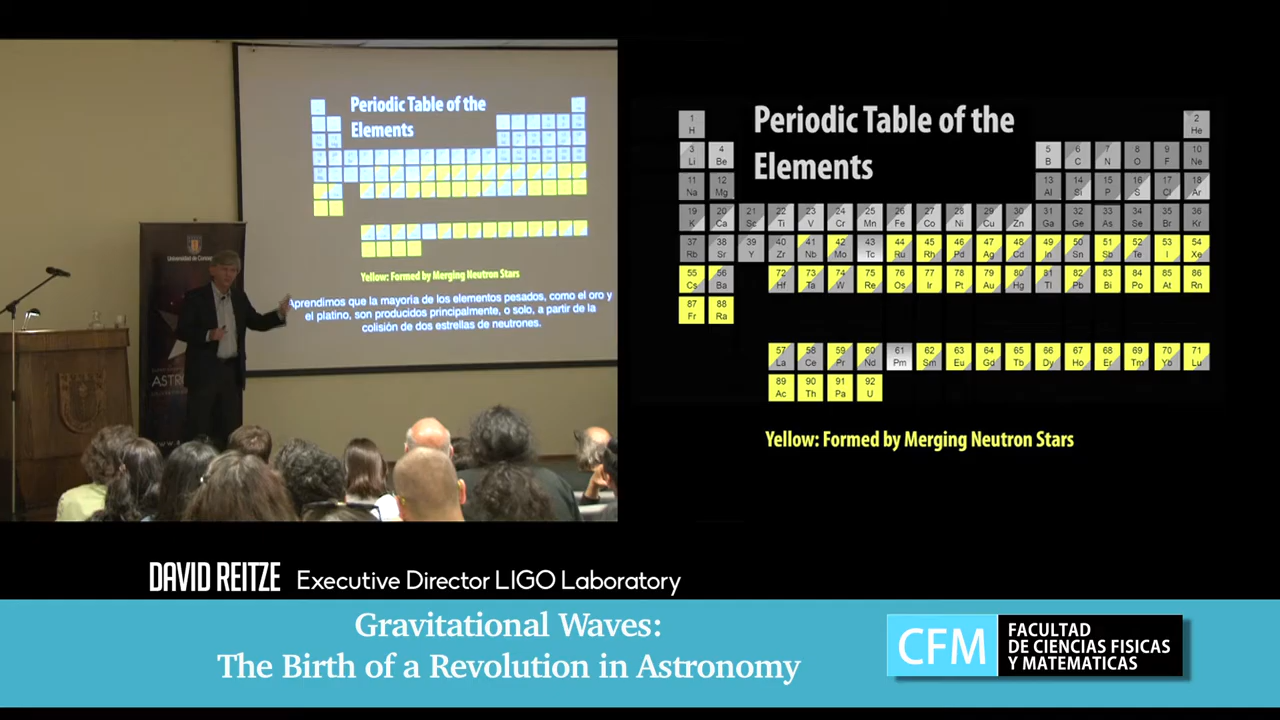 Periodic Table of the
Elements
Yellow: Formed by Merging Neutron Stars
Aprendimos que la mayoría de los elementos pesados, como el oro y
el platino, son producidos principalmente, o solo, a partir de la
colisión de dos estrellas de neutrones.
Universidad de Concep
ASTRO
1 2
H He
Periodic Table of the
Elements
3 4 5 6 7 8 9 10
Li Be B C N O F Ne
11 12 13 14 15 16 17 18
Na Mg Al Si P S Cl Ar
19 20 21 22 23 24 25 26 27 28 29 30 31 32 33 34 35 36
K Ca Sc Ti V Cr Mn Fe Co Ni Cu Zn Ga Ge As Se Br Kr
37 38 39 40 41 42 43 44 45 46 47 48 49 50 51 52 53 54
Rb Sr Y Zr Nb Mo Tc Ru Rh Pd Ag Cd In Sn Sb Te I Xe
55 56 72 73 74 75 76 77 78 79 80 81 82 83 84 85 86
Cs Ba Hf Ta W Re Os Ir Pt Au Hg Tl Pb Bi Po At Rn
87 88
Fr Ra
57 58 59 60 61 62 63 64 65 66 67 68 69 70 71
La Ce Pr Nd Pm Sm Eu Gd Tb Dy Ho Er Tm Yb Lu
89 90 91 92
Ac Th Pa U
Yellow: Formed by Merging Neutron Stars
DAVID REITZE Executive Director LIGO Laboratory
Gravitational Waves:
The Birth of a Revolution in Astronomy
CFM
FACULTAD
DE CIENCIAS FISICAS
Y MATEMATICAS